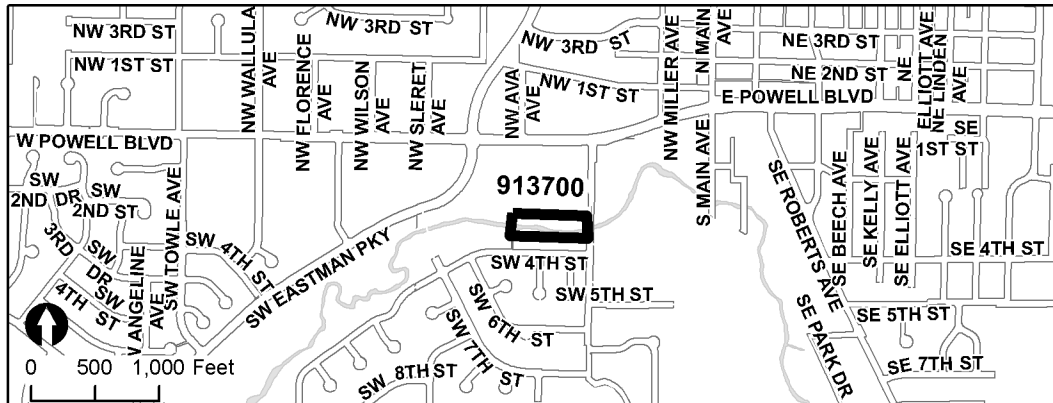 NW 3RD ST
NW 1ST ST
NW WALLULA
AVE
NW FLORENCE
AVE
NW WILSON
AVE
NW SLERET
AVE
NW AVA
AVE
NW 3RD ST
NW 1ST ST
NW MILLER AVE
N MAIN
AVE
NE 3RD ST
NE 2ND ST
NE
ELLIOTT AVE
NE LINDEN
AVE
E POWELL BLVD
W POWELL BLVD
SE
1ST ST
SW
2ND DR
SW
2ND ST
SW
3RD
DR
SW
4TH ST
SW TOWLE AVE
ANGELINE
AVE
SW 4TH ST
SW EASTMAN PKY
913700
SW 4TH ST
SW 5TH ST
SW 6TH ST
SW 7TH ST
SW 8TH ST
S MAIN AVE
SE ROBERTS AVE
SE BEECH AVE
SE KELLY AVE
SE ELLIOTT AVE
SE 4TH ST
SE 5TH ST
SE 7TH ST
SE PARK DR
0 500 1,000 Feet